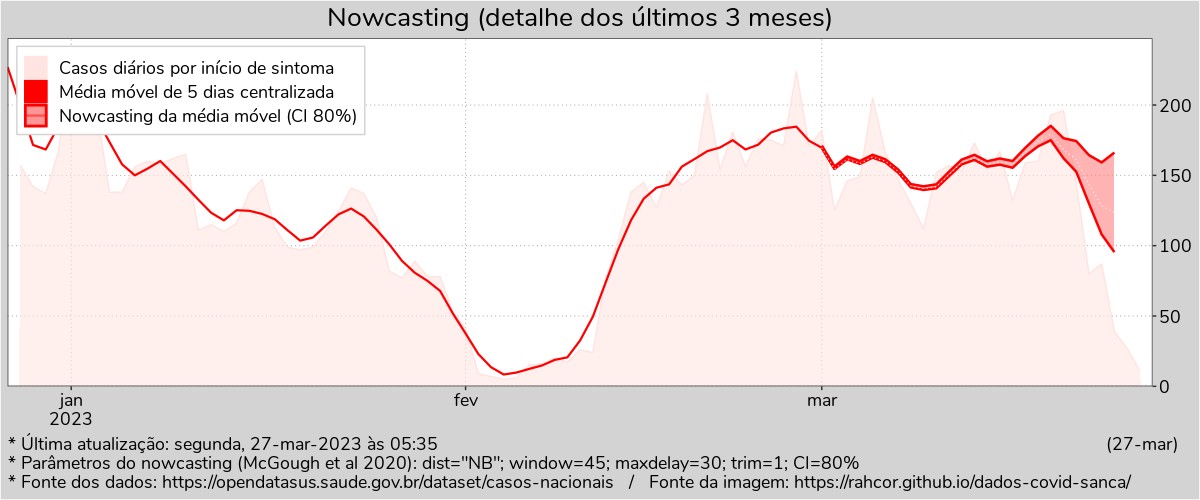 Nowcasting (detalhe dos últimos 3 meses)
Casos diários por início de sintoma
Média móvel de 5 dias centralizada
Nowcasting da média móvel (CI 80%)
200
150
100
50
0
jan
2023
fev
mar
* Última atualização: segunda, 27-mar-2023 às 05:35
(27-mar)
* Parâmetros do nowcasting (McGough et al 2020): dist="NB"; window=45; maxdelay=30; trim=1; CI=80%
* Fonte dos dados: https://opendatasus.saude.gov.br/dataset/casos-nacionais / Fonte da imagem: https://rahcor.github.io/dados-covid-sanca/